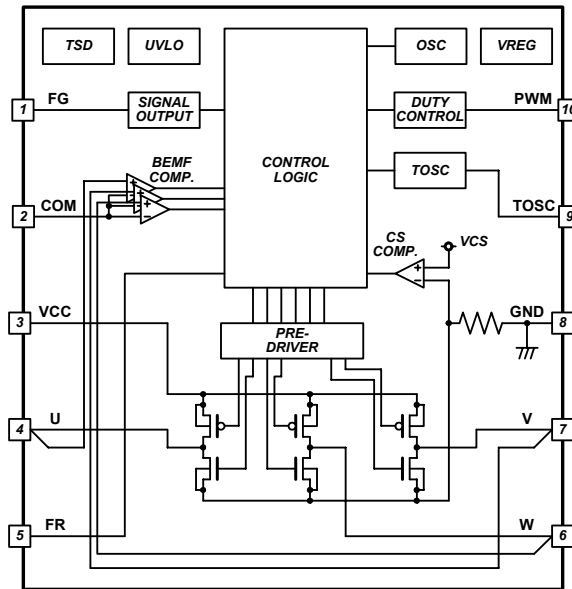 TSD
UVLO
OSC
VREG
1
FG
SIGNAL
OUTPUT
DUTY
CONTROL
PWM
10
BEMF
COMP.
CONTROL
LOGIC
TOSC
2
COM
TOSC
9
CS
COMP.
VCS
3
VCC
GND
8
PRE-
DRIVER
4
U
V
7
5
FR
W
6